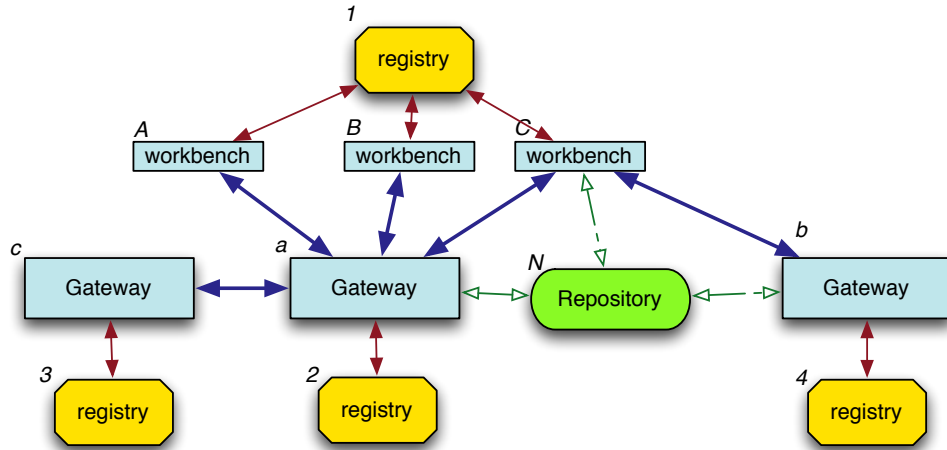 1
registry
A
workbench
B
workbench
C
workbench
c
Gateway
a
Gateway
N
Repository
b
Gateway
3
registry
2
registry
4
registry